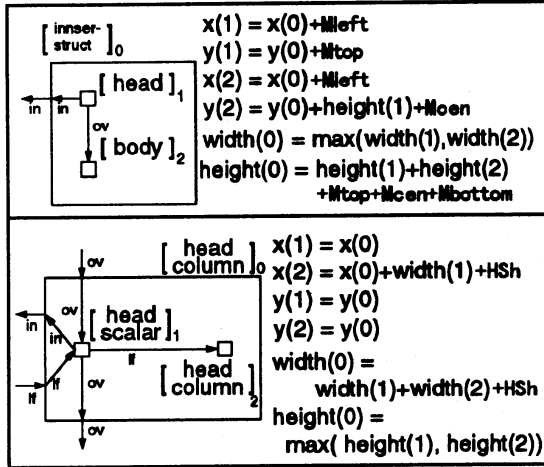 [ innser-struct ]0
[ head ]1
in in
ov
[ body ]2
x(1) = x(0)+Mleft
y(1) = y(0)+Mtop
x(2) = x(0)+Mleft
y(2) = y(0)+height(1)+Mcen
width(0) = max(width(1),width(2))
height(0) = height(1)+height(2)
+Mtop+Mcen+Mbottom
ov
[ head column ]0
ov
in
in
[ head scalar ]1
lf
lf
lf
[ head column ]2
ov
ov
x(1) = x(0)
x(2) = x(0)+width(1)+HSh
y(1) = y(0)
y(2) = y(0)
width(0) =
width(1)+width(2)+HSh
height(0) =
max( height(1), height(2))